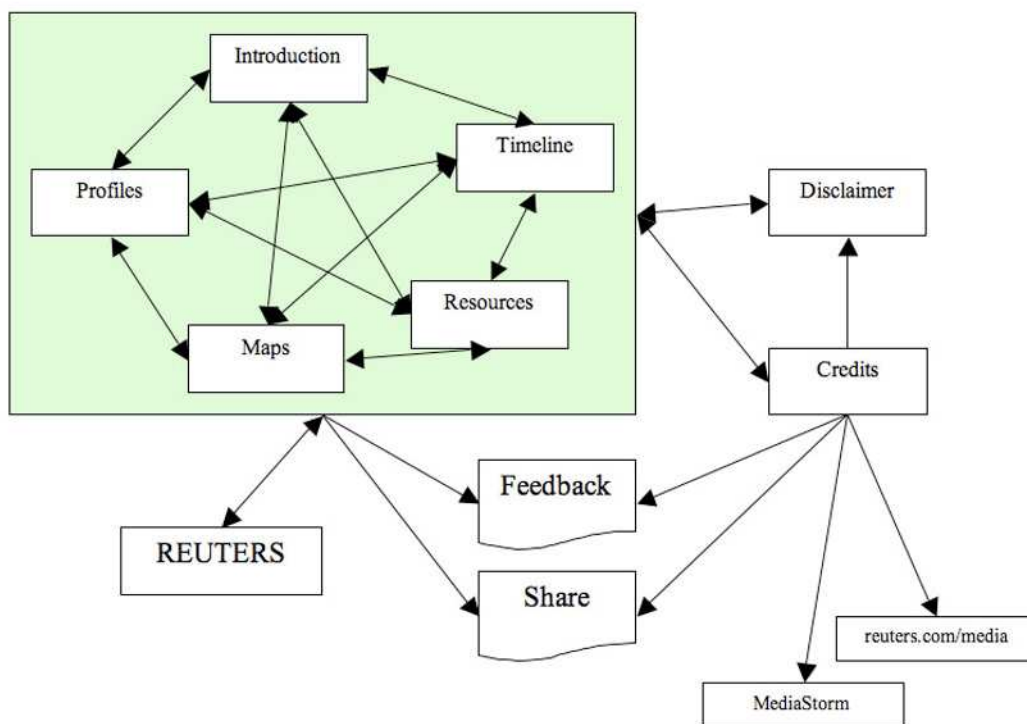 Introduction
Timeline
Profiles
Disclaimer
Resources
Maps
Credits
Feedback
REUTERS
Share
reuters.com/media
MediaStorm